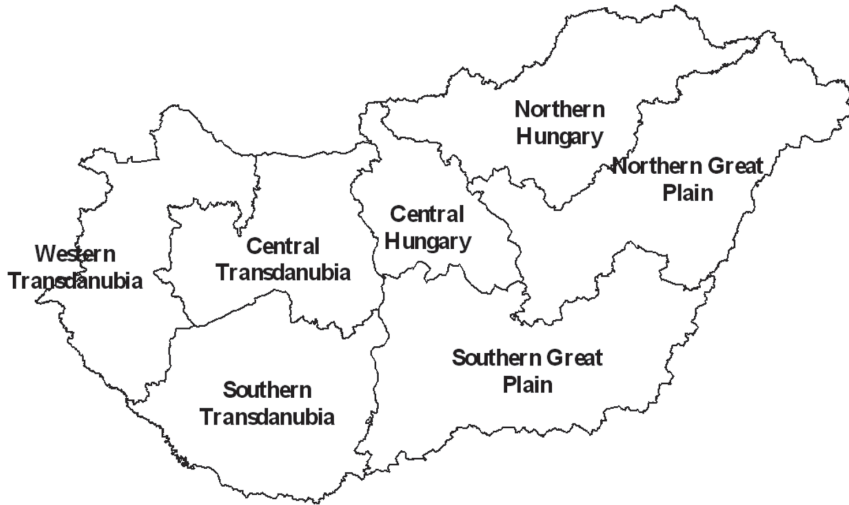 Northern
Hungary
Northern Great
Plain
Central
Hungary
Western
Transdanubia
Central
Transdanubia
Southern Great
Plain
Southern
Transdanubia